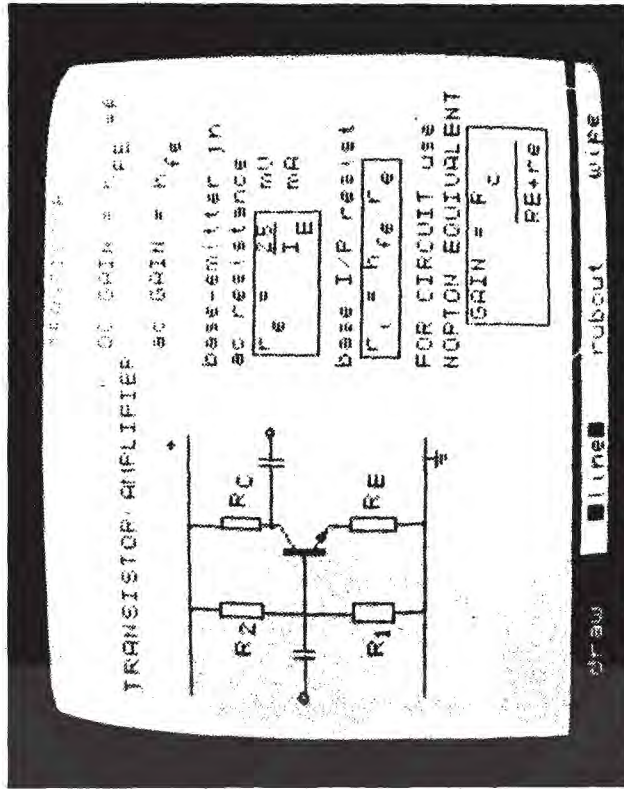 TRANSISTOR AMPLIFIER
DC GAIN = hFE
ac GAIN = hfe
base-emitter jn
ac resistance
re = 25 mV
IE mA
base I/P resist
ri = hfe re
FOR CIRCUIT use
NORTON EQUIVALENT
GAIN = Rc
RE+re
+
R2
RC
R1
RE
draw line rubout wipe